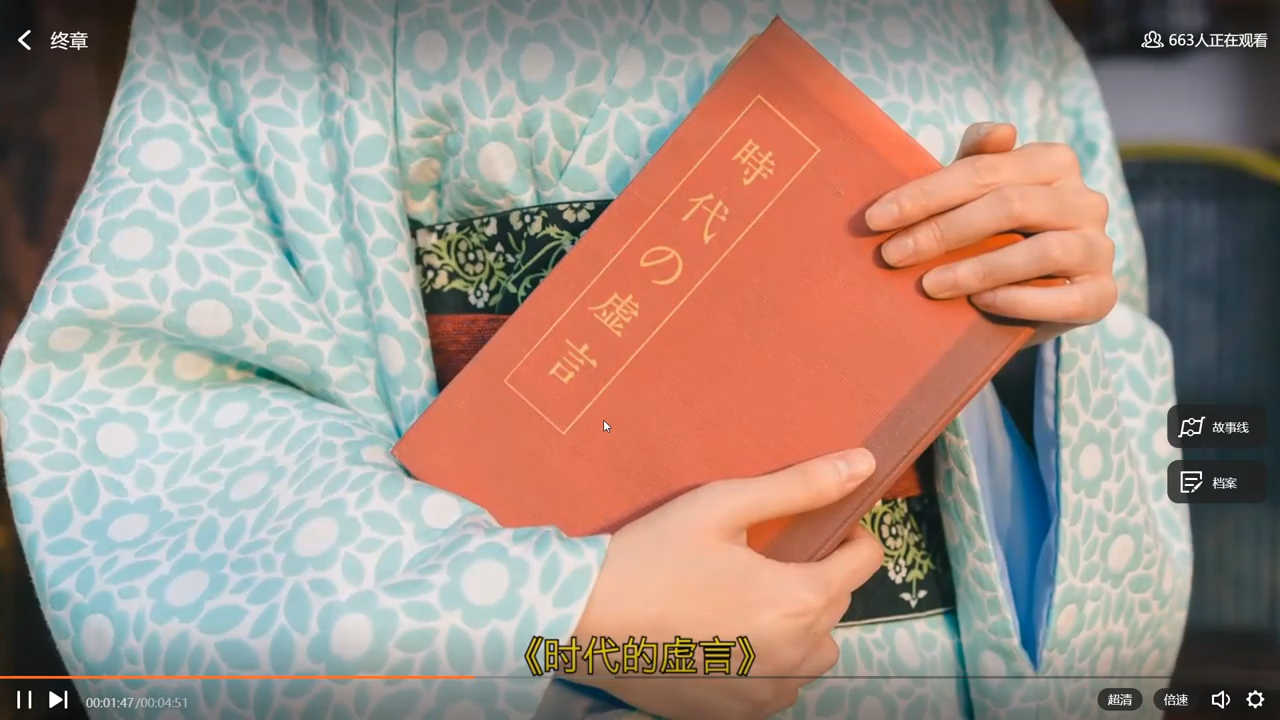 终章
663人正在观看
時代の虚言
故事线
档案
《时代的虚言》
00:01:47/00:04:51
超清
倍速